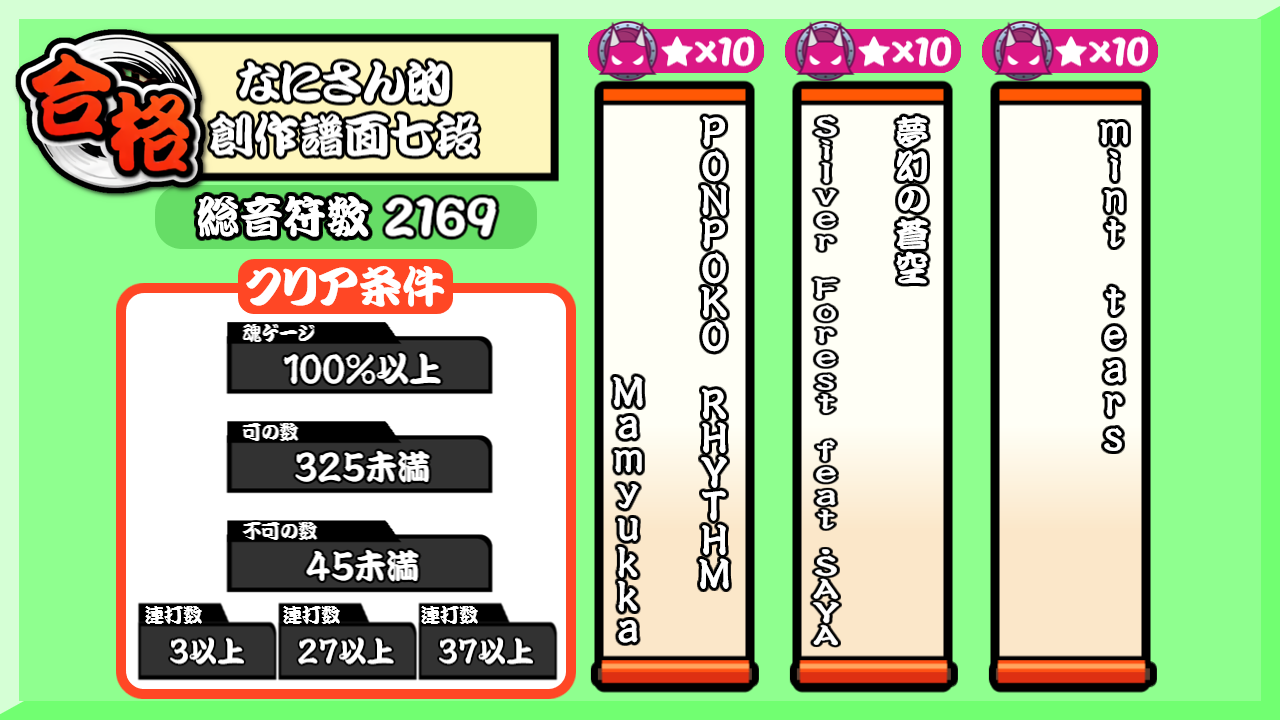 合格
なにさん的
創作譜面七段
総音符数 2169
クリア条件
魂ゲージ
100%以上
可の数
325未満
不可の数
45未満
連打数
3以上
連打数
27以上
連打数
37以上
★×10
PONPOKO RHYTHM
Mamyukka
★×10
夢幻の蒼空
Silver Forest feat.SAYA
★×10
mint tears